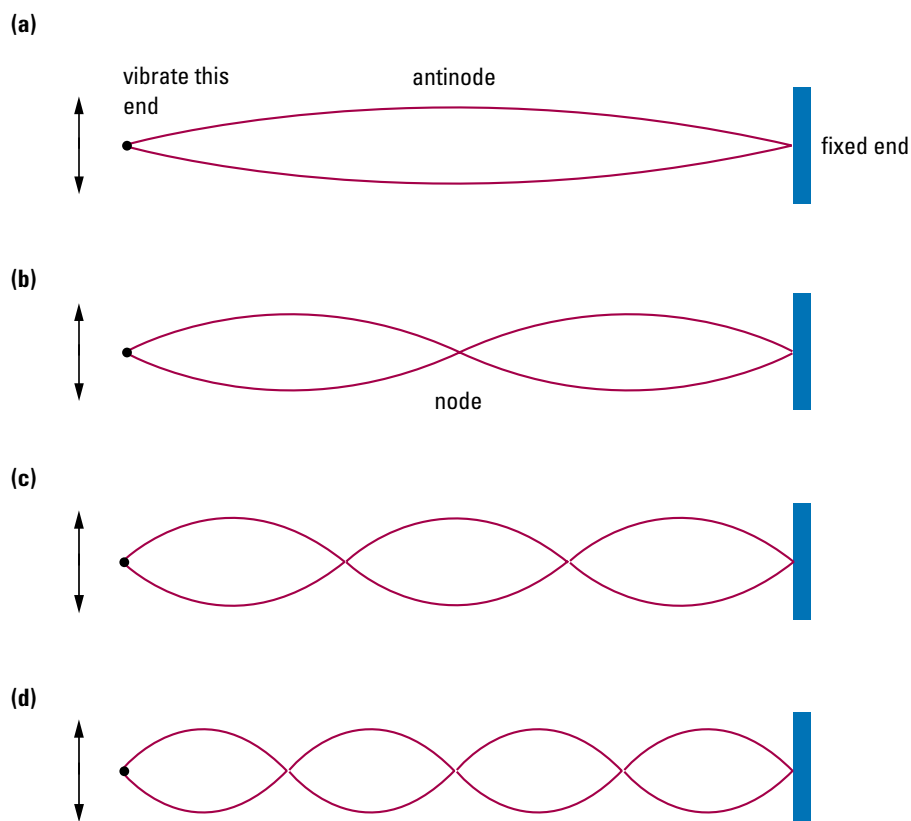 (a)
vibrate this
end
antinode
fixed end
(b)
node
(c)
(d)